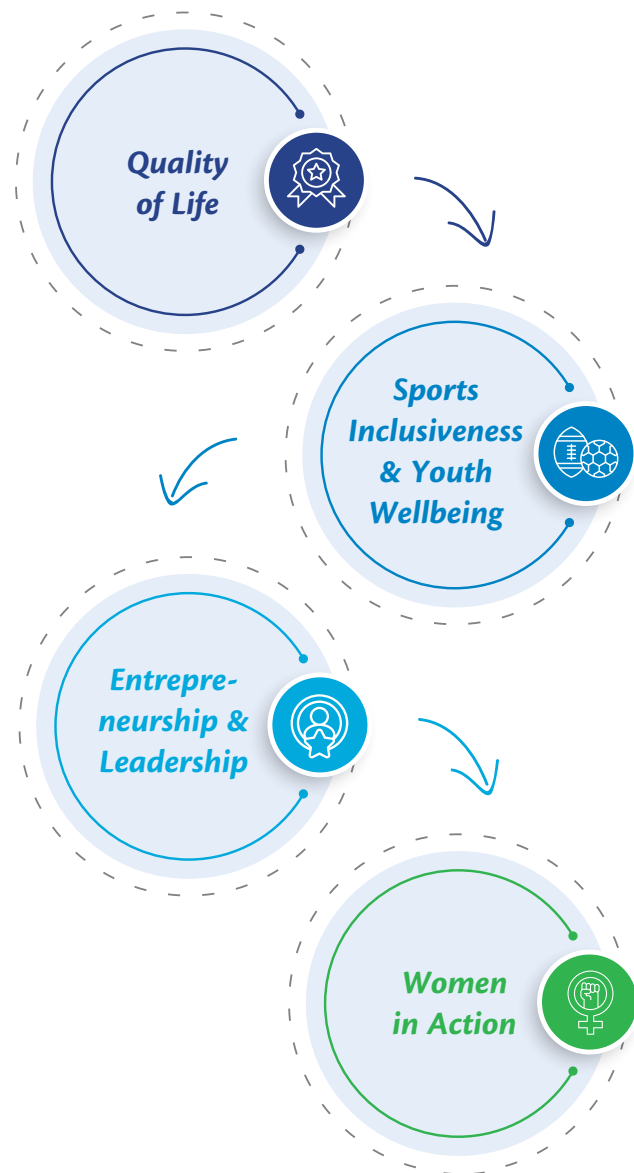 Quality
of Life
Sports
Inclusiveness
& Youth
Wellbeing
Entrepre-
neurship &
Leadership
Women
in Action